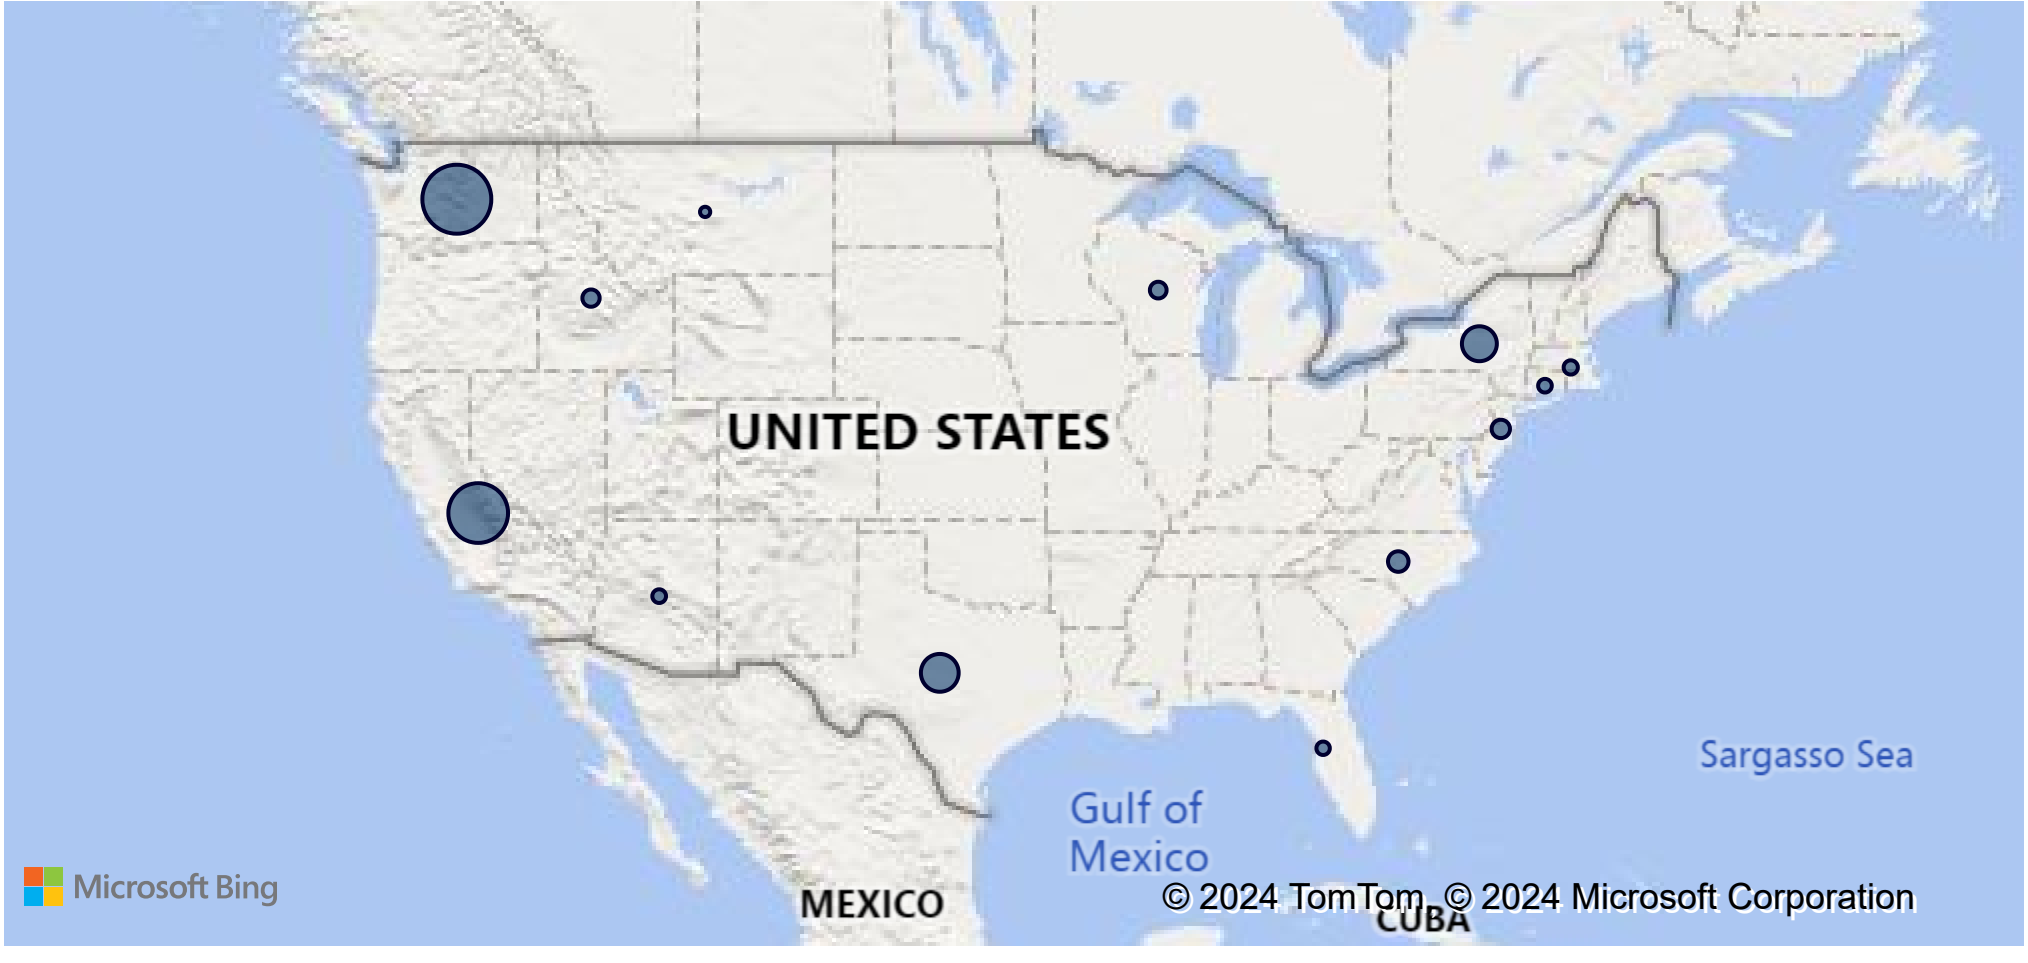 UNITED STATES
Sargasso Sea
Gulf of
Mexico
Microsoft Bing
MEXICO
© 2024 TomTom, © 2024 Microsoft Corporation
CUBA